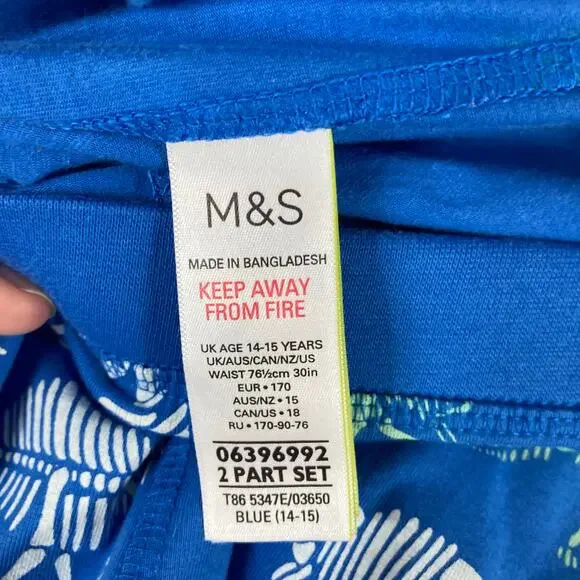 M&S
MADE IN BANGLADESH
KEEP AWAY
FROM FIRE
UK AGE 14-15 YEARS
UK/AUS/CAN/NZ/US
WAIST 76½cm 30in
EUR • 170
AUS/NZ • 15
CAN/US • 18
RU • 170-90-76
06396992
2 PART SET
T86 5347E/03650
BLUE (14-15)